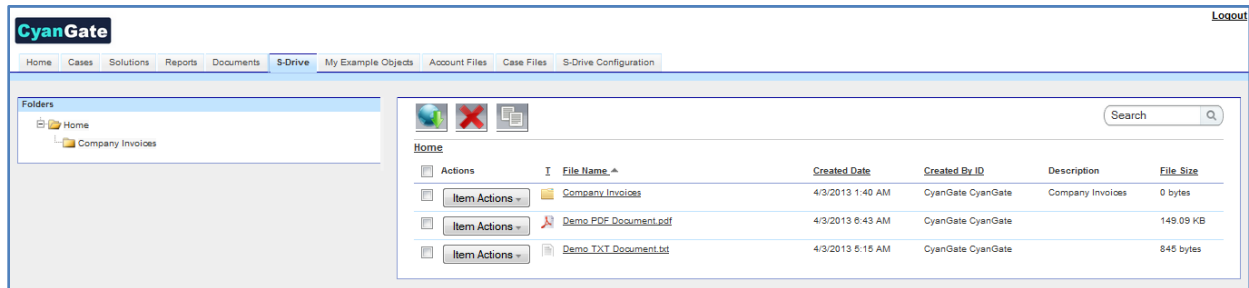 Logout
CyanGate
Home Cases Solutions Reports Documents S-Drive My Example Objects Account Files Case Files S-Drive Configuration
Folders
Home
Company Invoices
Search
Home
Actions T File Name Created Date Created By ID Description File Size
Item Actions Company Invoices 4/3/2013 1:40 AM CyanGate CyanGate Company Invoices 0 bytes
Item Actions Demo PDF Document.pdf 4/3/2013 6:43 AM CyanGate CyanGate 149.09 KB
Item Actions Demo TXT Document.txt 4/3/2013 5:15 AM CyanGate CyanGate 845 bytes